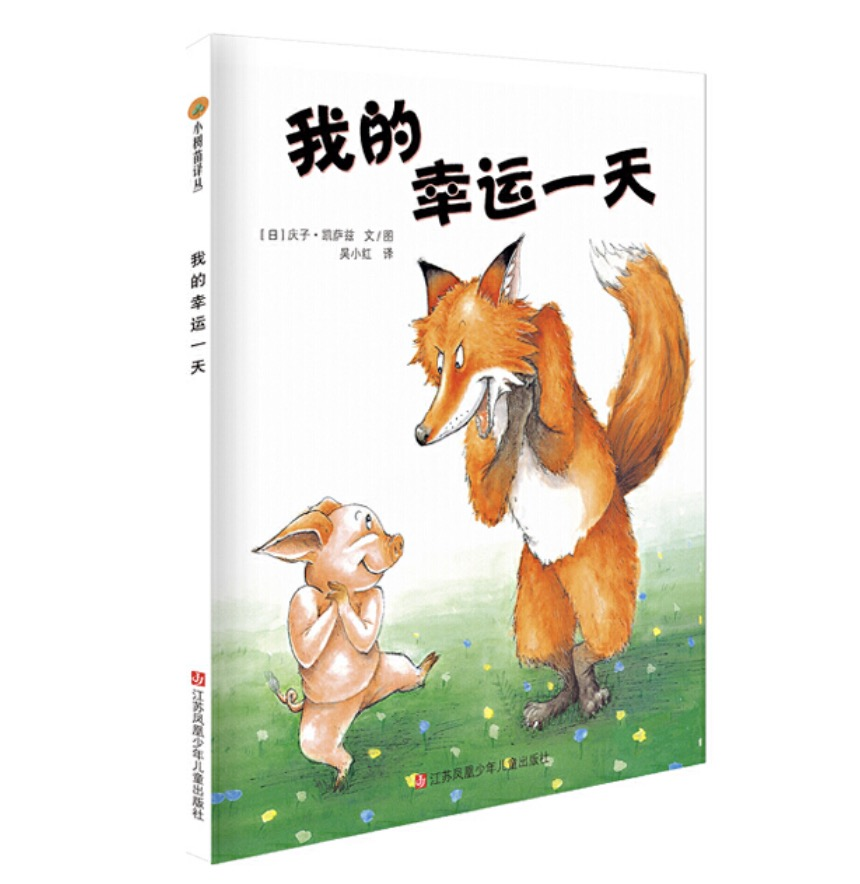 小树苗译丛
我的幸运一天
江苏凤凰少年儿童出版社
我的
幸运一天
[日]庆子·凯萨兹 文/图
吴小红 译
江苏凤凰少年儿童出版社